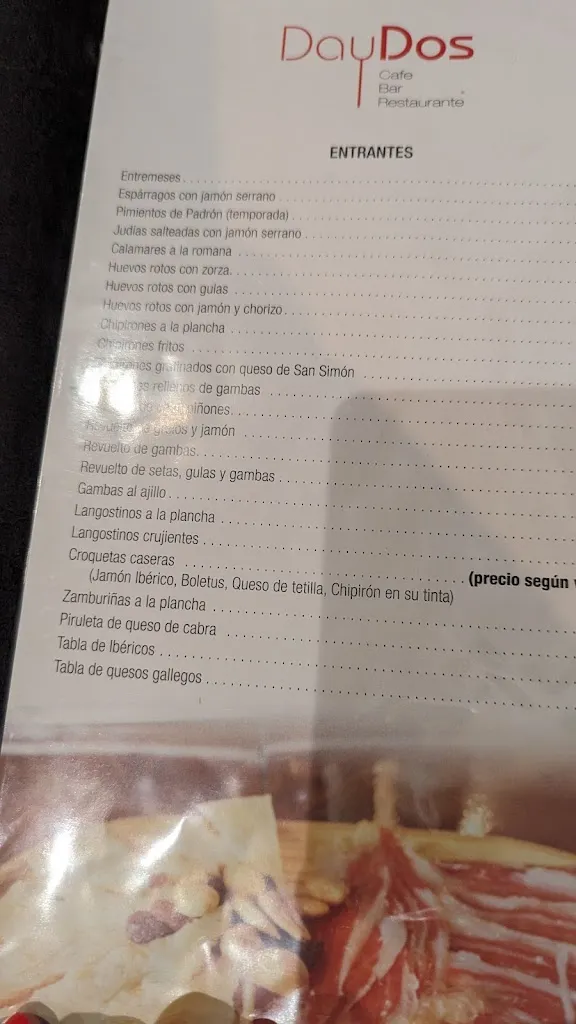 DayDos
Cafe
Bar
Restaurante
ENTRANTES
Entremeses
Espárragos con jamón serrano
Pimientos de Padrón (temporada)
Judías salteadas con jamón serrano
Calamares a la romana
Huevos rotos con zorza.
Huevos rotos con gulas
Huevos rotos con jamón y chorizo
Chipirones a la plancha
Chipirones fritos
gratinados con queso de San Simón
rellenos de gambas
Revuelto de y jamón
Revuelto de gambas.
Revuelto de setas, gulas y gambas
Gambas al ajillo
Langostinos a la plancha
Langostinos crujientes
Croquetas caseras (precio según
(Jamón Ibérico, Boletus, Queso de tetilla, Chipirón en su tinta)
Zamburiñas a la plancha
Piruleta de queso de cabra
Tabla de Ibéricos
Tabla de quesos gallegos